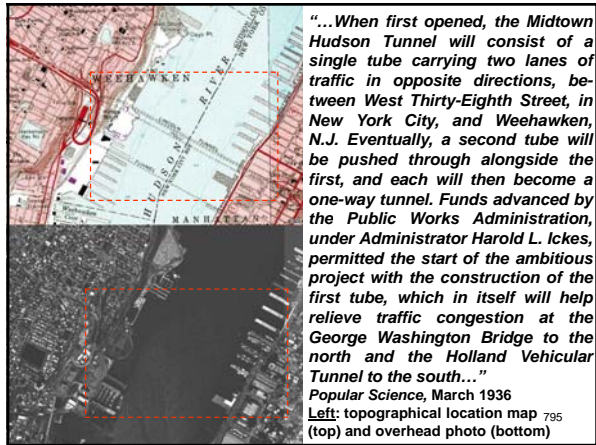 WEEHAWKEN
HUDSON
RIVER
LINCOLN
TUNNEL
MANHATTAN
“…When first opened, the Midtown
Hudson Tunnel will consist of a
single tube carrying two lanes of
traffic in opposite directions, be-
tween West Thirty-Eighth Street, in
New York City, and Weehawken,
N.J. Eventually, a second tube will
be pushed through alongside the
first, and each will then become a
one-way tunnel. Funds advanced by
the Public Works Administration,
under Administrator Harold L. Ickes,
permitted the start of the ambitious
project with the construction of the
first tube, which in itself will help
relieve traffic congestion at the
George Washington Bridge to the
north and the Holland Vehicular
Tunnel to the south…”
Popular Science, March 1936
Left: topographical location map 795
(top) and overhead photo (bottom)